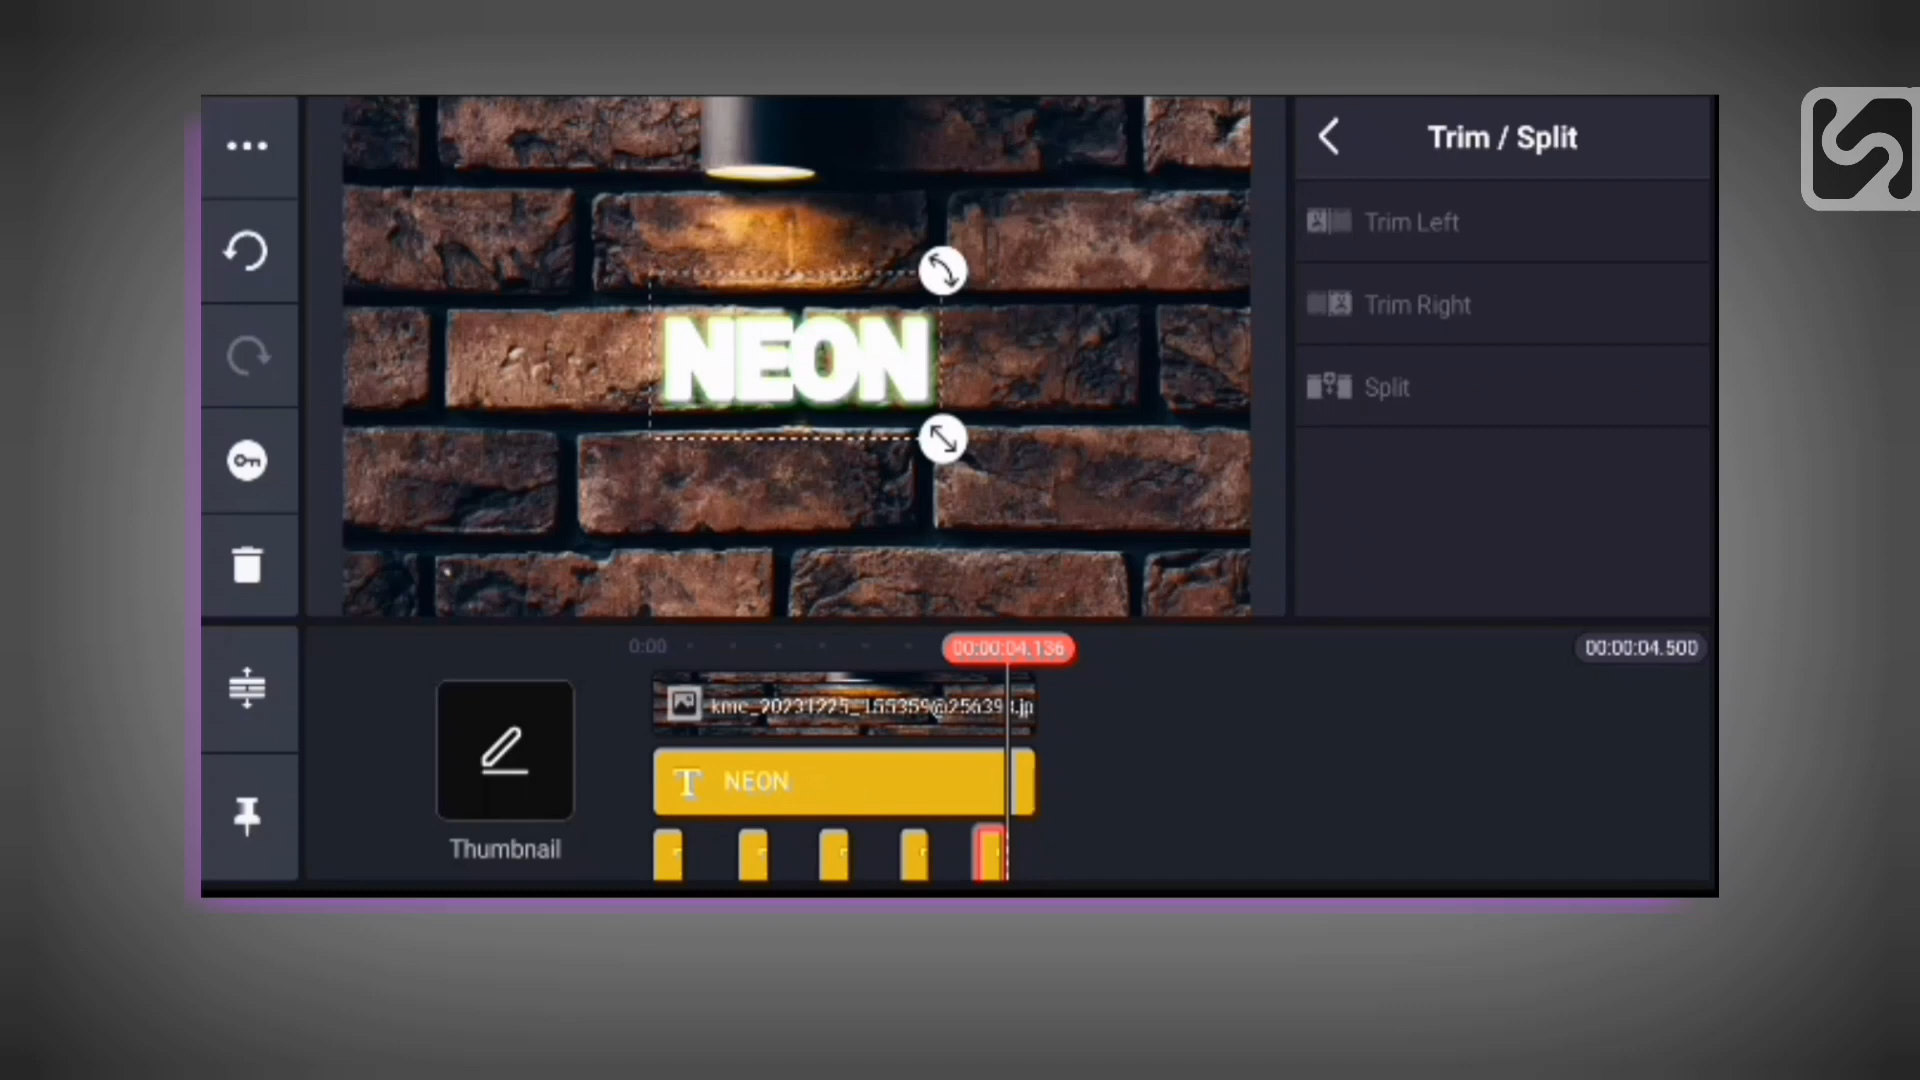 Trim / Split
Trim Left
Trim Right
Split
NEON
0:00
00:00:04.136
00:00:04.500
kmc_20231225_155359@256393.jp
T NEON
Thumbnail